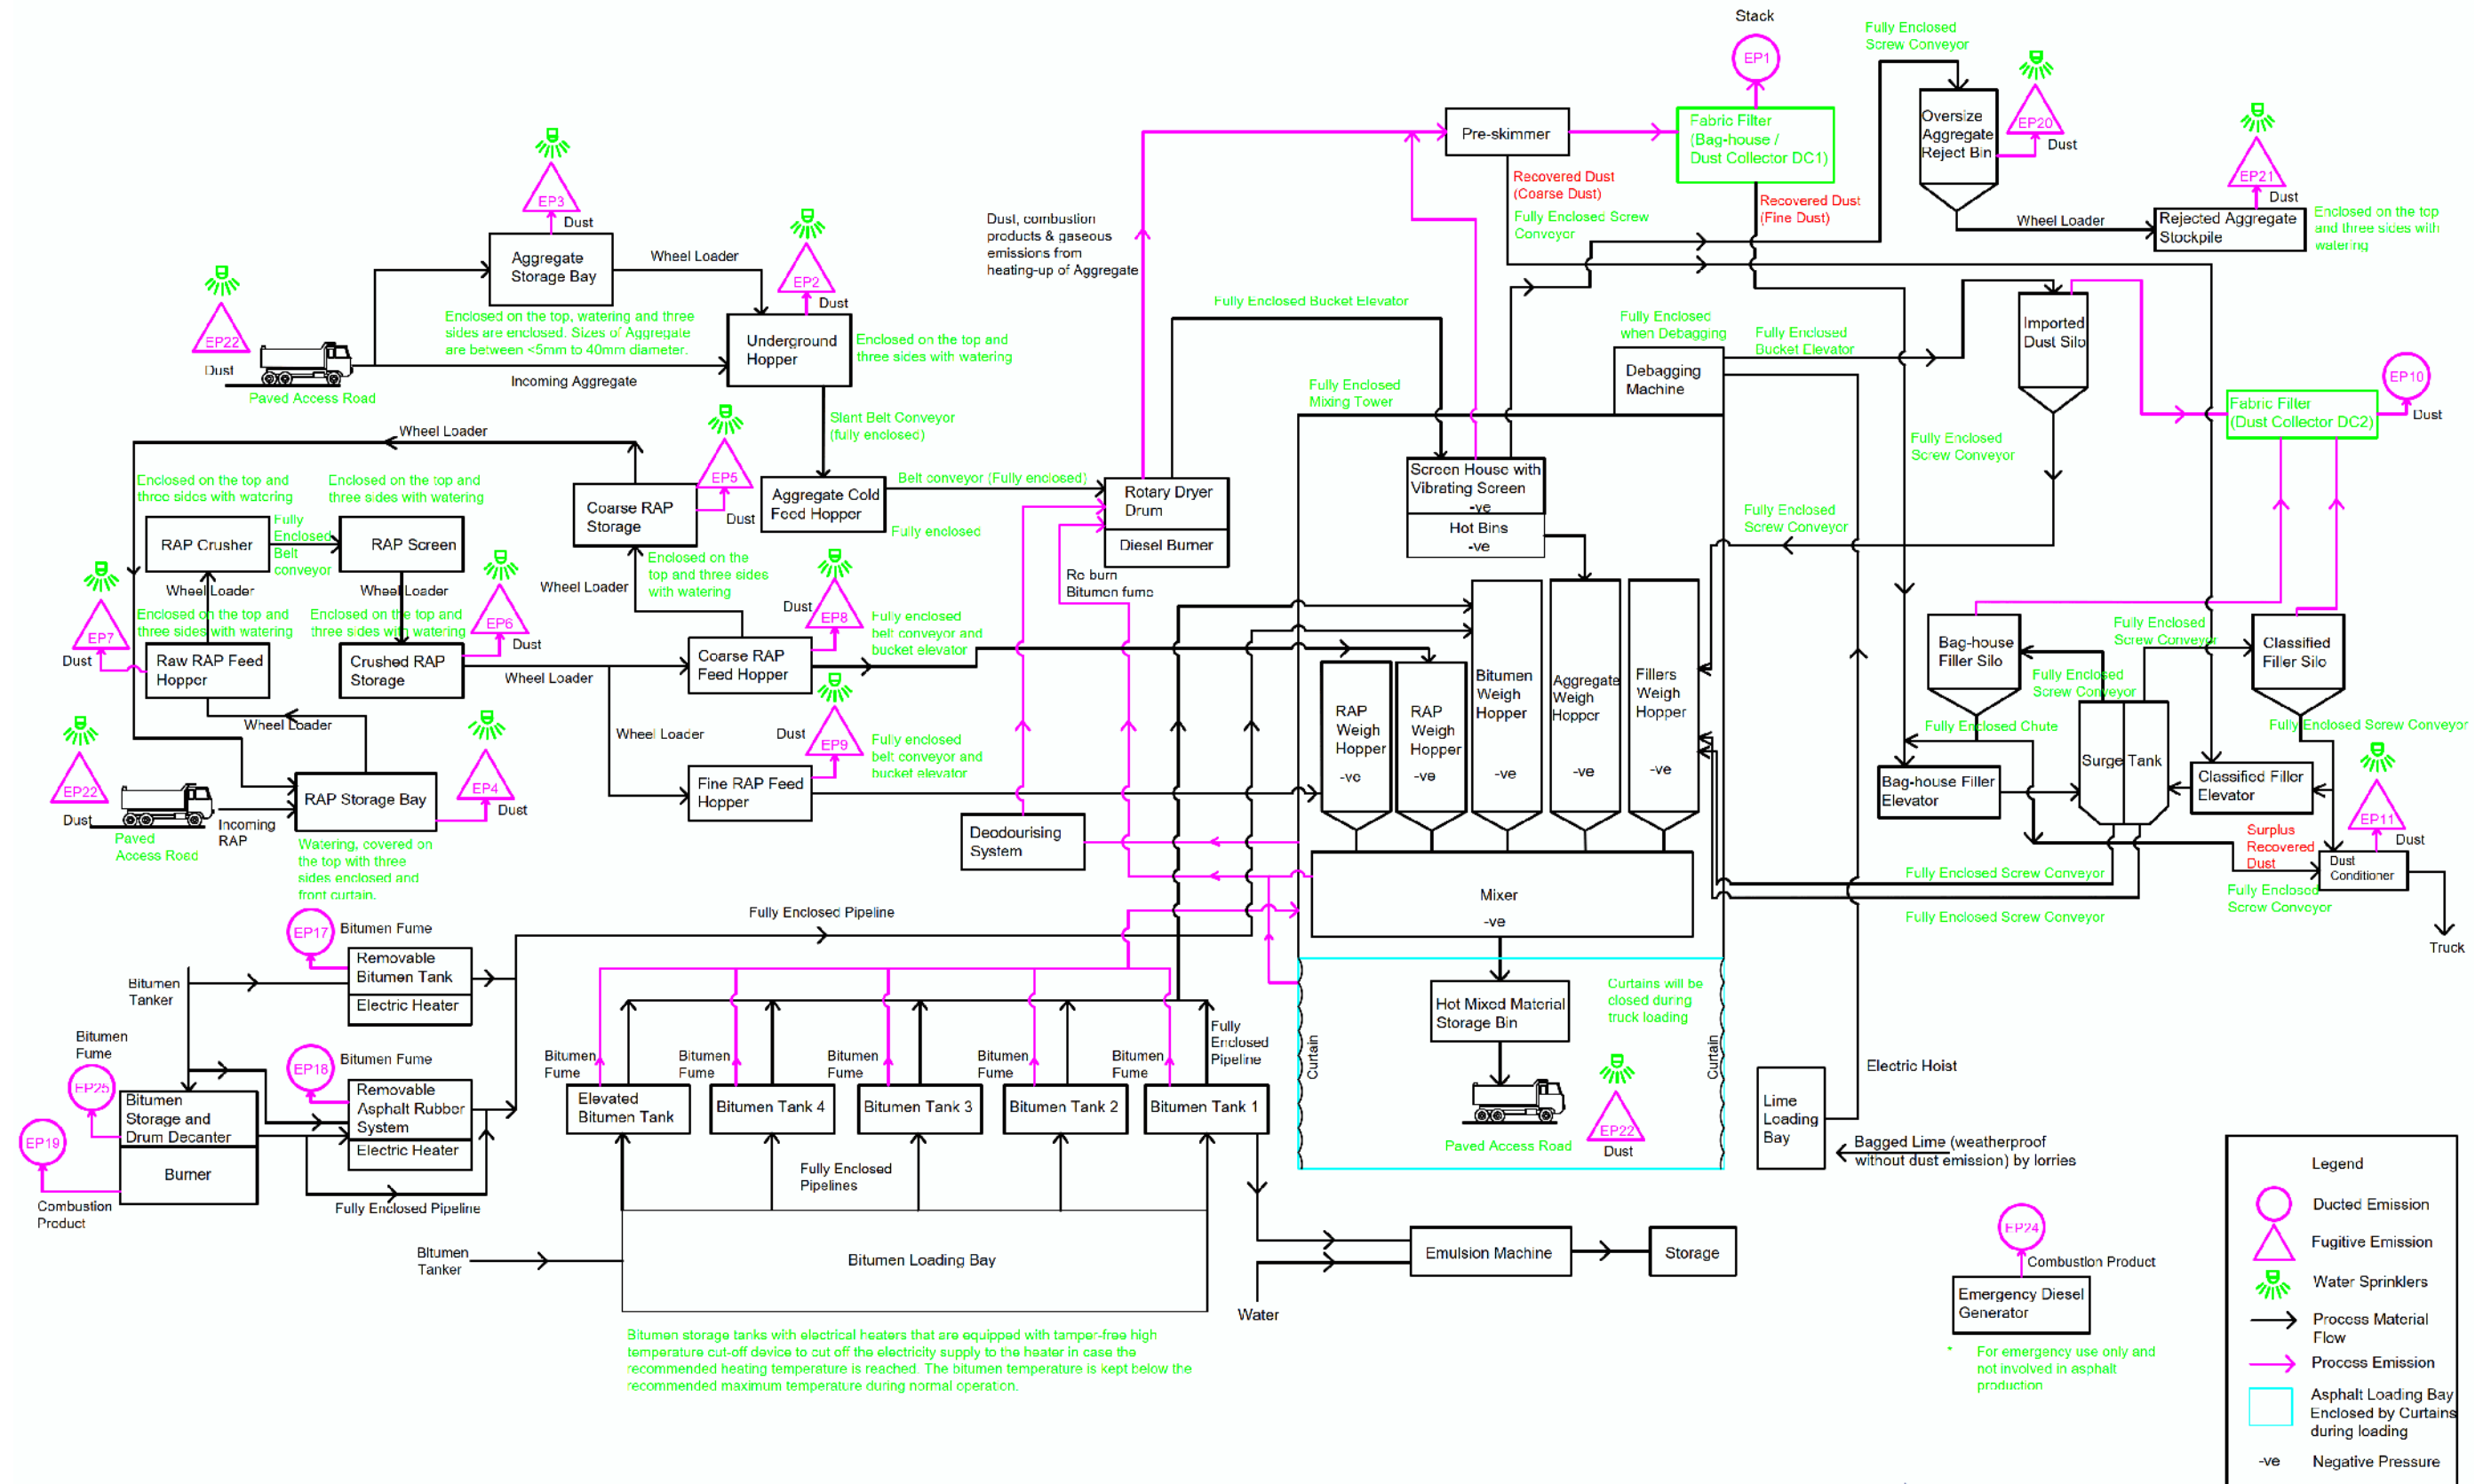 Stack
EP1
Fully Enclosed
Screw Conveyor
Oversize
Aggregate
Reject Bin
EP20
Dust
EP21
Dust
Wheel Loader
Rejected Aggregate
Stockpile
Enclosed on the top
and three sides with
watering
Pre-skimmer
Fabric Filter
(Bag-house /
Dust Collector DC1)
Recovered Dust
(Coarse Dust)
Fully Enclosed Screw
Conveyor
Recovered Dust
(Fine Dust)
Dust, combustion
products & gaseous
emissions from
heating-up of Aggregate
EP3
Dust
Aggregate
Storage Bay
Wheel Loader
EP2
Dust
EP22
Dust
Enclosed on the top, watering and three
sides are enclosed. Sizes of Aggregate
are between <5mm to 40mm diameter.
Underground
Hopper
Enclosed on the top and
three sides with watering
Incoming Aggregate
Paved Access Road
Fully Enclosed Bucket Elevator
Fully Enclosed
when Debagging
Fully Enclosed
Bucket Elevator
Debagging
Machine
Imported
Dust Silo
Fully Enclosed
Mixing Tower
EP10
Dust
Fabric Filter
(Dust Collector DC2)
Slant Belt Conveyor
(fully enclosed)
Wheel Loader
EP5
Dust
Coarse RAP
Storage
Aggregate Cold
Feed Hopper
Belt conveyor (Fully enclosed)
Fully enclosed
Rotary Dryer
Drum
Diesel Burner
Screen House with
Vibrating Screen
-ve
Hot Bins
-ve
Fully Enclosed
Screw Conveyor
Fully Enclosed
Screw Conveyor
Enclosed on the top and
three sides with watering
Enclosed on the top and
three sides with watering
RAP Crusher
Fully
Enclosed
Belt
conveyor
RAP Screen
Wheel Loader
Wheel Loader
Wheel Loader
Enclosed on the
top and three sides
with watering
Re burn
Bitumen fume
EP7
Dust
Enclosed on the top and
three sides with watering
Raw RAP Feed
Hopper
Enclosed on the top and
three sides with watering
EP6
Dust
Crushed RAP
Storage
Wheel Loader
Coarse RAP
Feed Hopper
Dust
EP8
Fully enclosed
belt conveyor and
bucket elevator
Wheel Loader
Wheel Loader
Dust
EP9
Fully enclosed
belt conveyor and
bucket elevator
Fine RAP Feed
Hopper
EP22
Dust
Paved
Access Road
Incoming
RAP
RAP Storage Bay
EP4
Dust
Watering, covered on
the top with three
sides enclosed and
front curtain.
Deodourising
System
RAP
Weigh
Hopper
-ve
RAP
Weigh
Hopper
-ve
Bitumen
Weigh
Hopper
-ve
Aggregate
Weigh
Hopper
-ve
Fillers
Weigh
Hopper
-ve
Mixer
-ve
Bag-house
Filler Silo
Fully Enclosed
Screw Conveyor
Classified
Filler Silo
Fully Enclosed
Screw Conveyor
Fully Enclosed Chute
Fully Enclosed Screw Conveyor
Surge Tank
Bag-house Filler
Elevator
Classified Filler
Elevator
EP11
Dust
Surplus
Recovered
Dust
Dust
Conditioner
Fully Enclosed
Screw Conveyor
Fully Enclosed Screw Conveyor
Fully Enclosed Screw Conveyor
Truck
EP17
Bitumen Fume
Removable
Bitumen Tank
Electric Heater
Fully Enclosed Pipeline
Bitumen
Tanker
Bitumen
Fume
EP25
EP18
Bitumen Fume
Removable
Asphalt Rubber
System
Electric Heater
Bitumen
Storage and
Drum Decanter
Burner
EP19
Combustion
Product
Fully Enclosed Pipeline
Bitumen
Fume
Bitumen
Fume
Bitumen
Fume
Bitumen
Fume
Bitumen
Fume
Fully
Enclosed
Pipeline
Elevated
Bitumen Tank
Bitumen Tank 4
Bitumen Tank 3
Bitumen Tank 2
Bitumen Tank 1
Fully Enclosed
Pipelines
Bitumen
Tanker
Bitumen Loading Bay
Bitumen storage tanks with electrical heaters that are equipped with tamper-free high
temperature cut-off device to cut off the electricity supply to the heater in case the
recommended heating temperature is reached. The bitumen temperature is kept below the
recommended maximum temperature during normal operation.
Hot Mixed Material
Storage Bin
Curtains will be
closed during
truck loading
Curtain
Curtain
Paved Access Road
EP22
Dust
Electric Hoist
Lime
Loading
Bay
Bagged Lime (weatherproof
without dust emission) by lorries
Emulsion Machine
Storage
Water
EP24
Combustion Product
Emergency Diesel
Generator
* For emergency use only and
not involved in asphalt
production
Legend
Ducted Emission
Fugitive Emission
Water Sprinklers
Process Material
Flow
Process Emission
Asphalt Loading Bay
Enclosed by Curtains
during loading
-ve Negative Pressure